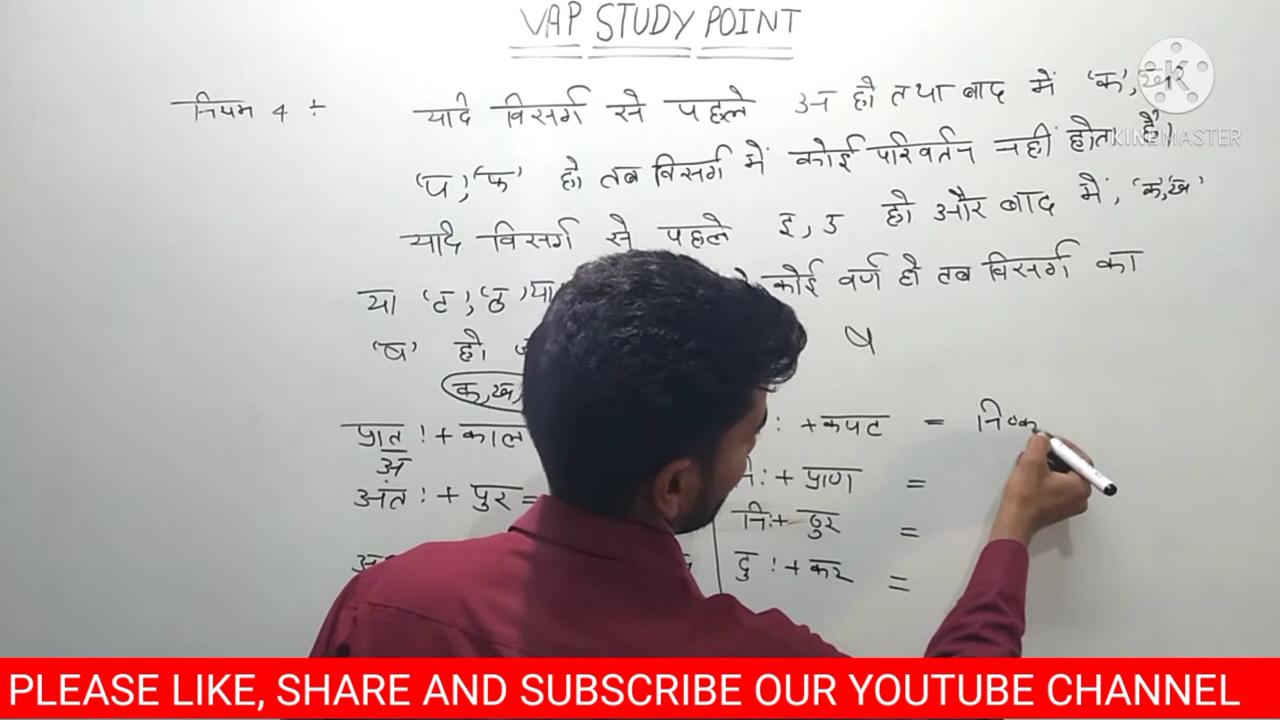 VAP STUDY POINT
नियम 4 ÷ यदि विसर्ग से पहले अ हो तथा बाद में 'क', 'ख'
KINEMASTER
'प', 'फ' हो तब विसर्ग में कोई परिवर्तन नहीं होता है।
यदि विसर्ग से पहले इ, उ हो और बाद में, 'क', 'ख'
या 'ट', 'ठ', या कोई वर्ण हो तब विसर्ग का
'ष' हो ष
क, ख,
प्रात : + काल : + कपट = निष्क
अ
अंत : + पुर = : + प्राण =
नि: + ठुर =
दु : + कर =
PLEASE LIKE, SHARE AND SUBSCRIBE OUR YOUTUBE CHANNEL